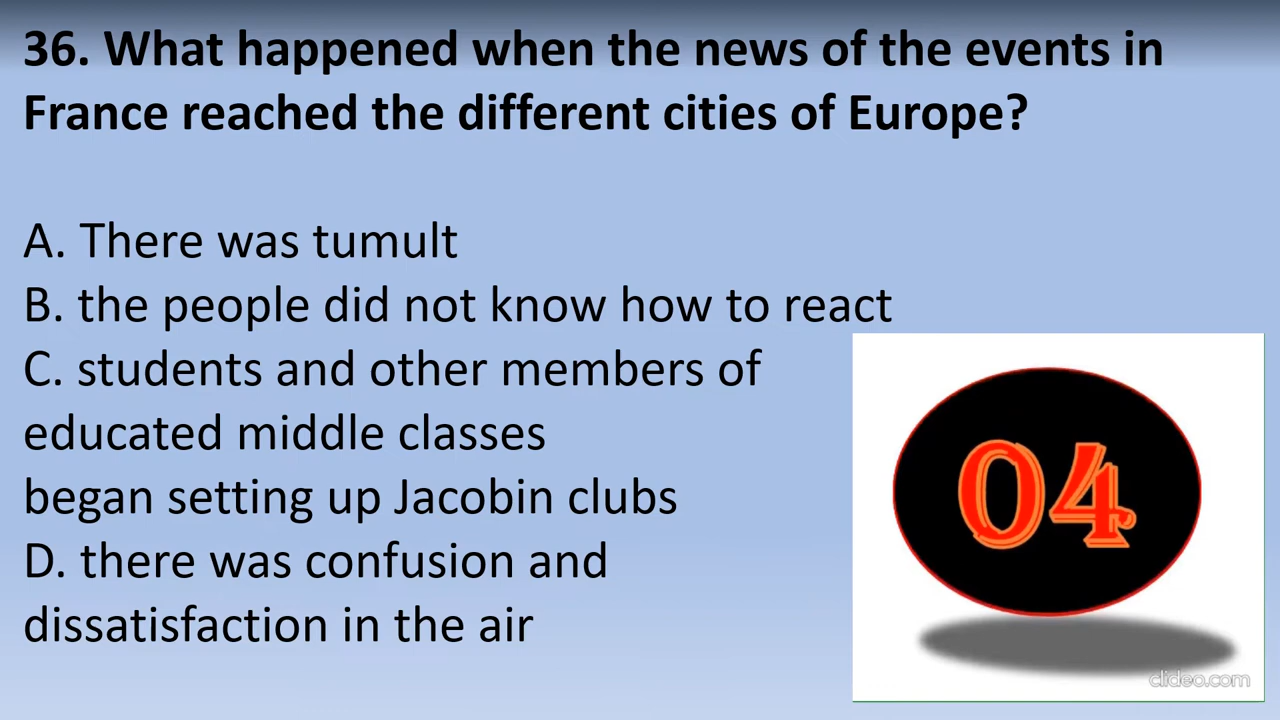 36. What happened when the news of the events in
France reached the different cities of Europe?
A. There was tumult
B. the people did not know how to react
C. students and other members of
educated middle classes
began setting up Jacobin clubs
D. there was confusion and
dissatisfaction in the air
04
clideo.com